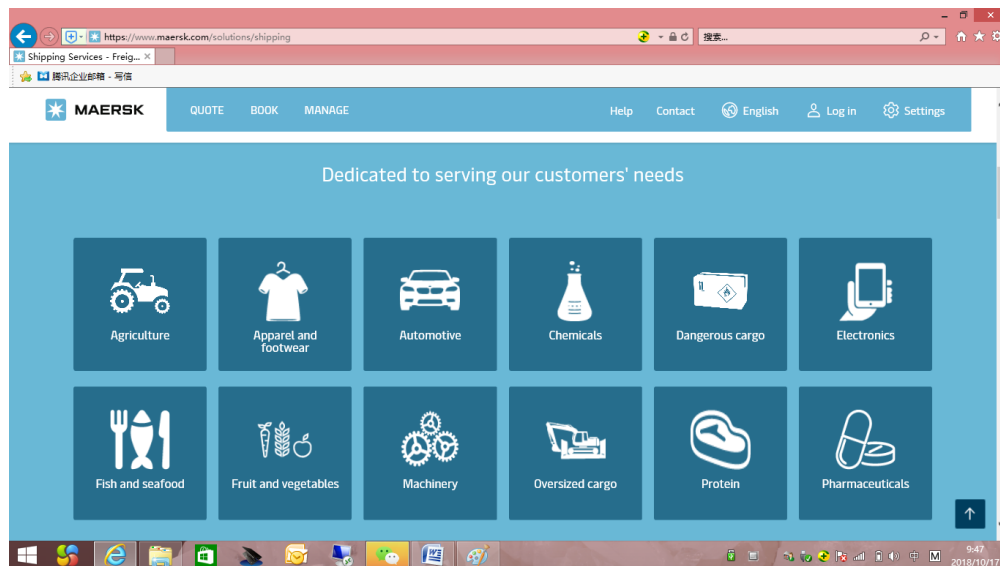 https://www.maersk.com/solutions/shipping
搜索...
Shipping Services - Freig...
腾讯企业邮箱 - 写信
MAERSK
QUOTE BOOK MANAGE
Help Contact English Log in Settings
Dedicated to serving our customers' needs
Agriculture
Apparel and
footwear
Automotive
Chemicals
Dangerous cargo
Electronics
Fish and seafood
Fruit and vegetables
Machinery
Oversized cargo
Protein
Pharmaceuticals
中 M
9:47
2018/10/17